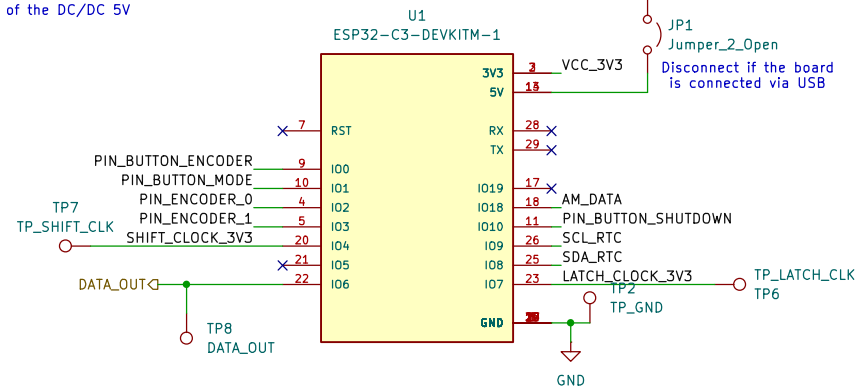 of the DC/DC 5V
U1
ESP32-C3-DEVKITM-1
JP1
Jumper_2_Open
Disconnect if the board
is connected via USB
3V3
VCC_3V3
5V
7 RST
RX 28
TX 29
PIN_BUTTON_ENCODER 9 IO0
PIN_BUTTON_MODE 10 IO1
IO19 17
PIN_ENCODER_0 4 IO2
IO18 18 AM_DATA
PIN_ENCODER_1 5 IO3
IO10 11 PIN_BUTTON_SHUTDOWN
TP7
TP_SHIFT_CLK
SHIFT_CLOCK_3V3 20 IO4
IO9 26 SCL_RTC
21 IO5
IO8 25 SDA_RTC
DATA_OUT 22 IO6
IO7 23 LATCH_CLOCK_3V3
TP_LATCH_CLK
TP6
TP2
TP_GND
GND
TP8
DATA_OUT
GND